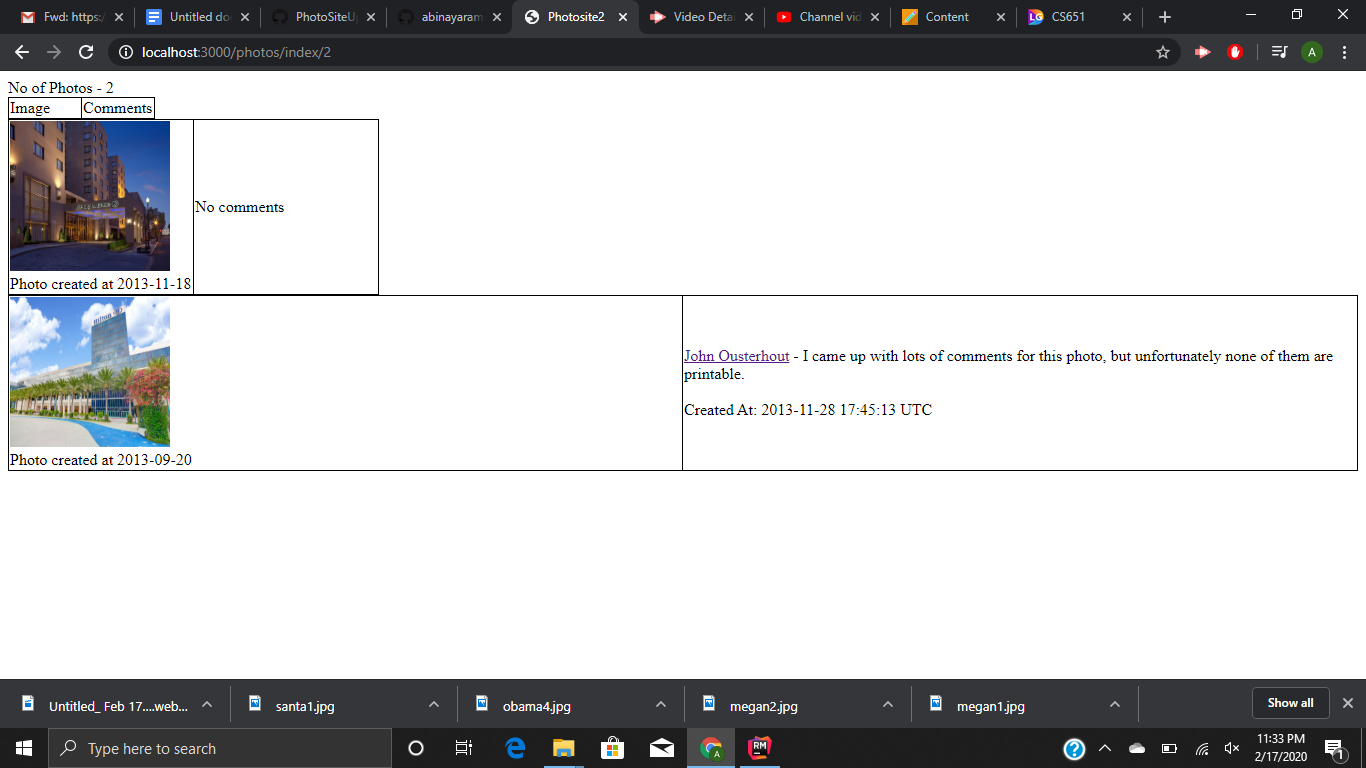 Fwd: https:/
Untitled do
PhotoSiteU
abinayaram
Photosite2
Video Deta
Channel vid
Content
LG CS651
localhost:3000/photos/index/2
A
No of Photos - 2
Image Comments
No comments
Photo created at 2013-11-18
Hilton
John Ousterhout - I came up with lots of comments for this photo, but unfortunately none of them are
printable.
Created At: 2013-11-28 17:45:13 UTC
Photo created at 2013-09-20
Untitled_ Feb 17....web...
santa1.jpg
obama4.jpg
megan2.jpg
megan1.jpg
Show all
Type here to search
A
RM
11:33 PM
2/17/2020
1